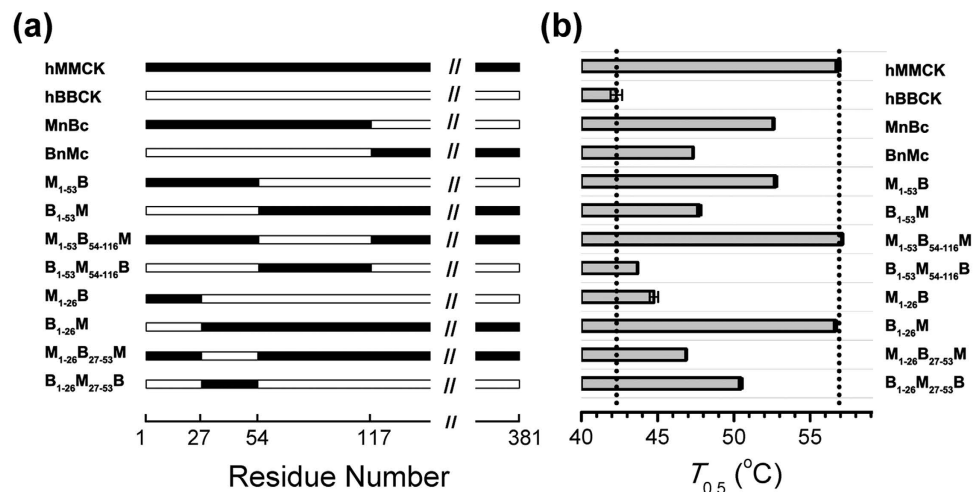 (a)
hMMCK
hBBCK
MnBc
BnMc
M₁₋₅₃B
B₁₋₅₃M
M₁₋₅₃B₅₄₋₁₁₆M
B₁₋₅₃M₅₄₋₁₁₆B
M₁₋₂₆B
B₁₋₂₆M
M₁₋₂₆B₂₇₋₅₃M
B₁₋₂₆M₂₇₋₅₃B
// // // // // // // // // // // // //
1 27 54 117 381
Residue Number
(b)
hMMCK
hBBCK
MnBc
BnMc
M₁₋₅₃B
B₁₋₅₃M
M₁₋₅₃B₅₄₋₁₁₆M
B₁₋₅₃M₅₄₋₁₁₆B
M₁₋₂₆B
B₁₋₂₆M
M₁₋₂₆B₂₇₋₅₃M
B₁₋₂₆M₂₇₋₅₃B
40 45 50 55
T₀.₅ (°C)